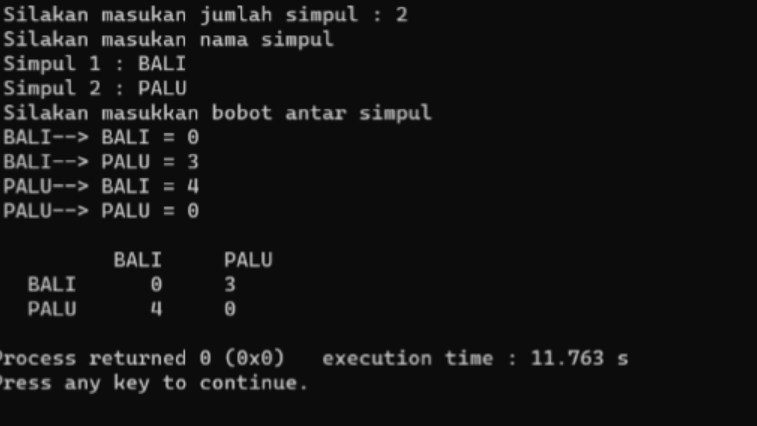 Silakan masukan jumlah simpul : 2
Silakan masukan nama simpul
Simpul 1 : BALI
Simpul 2 : PALU
Silakan masukkan bobot antar simpul
BALI--> BALI = 0
BALI--> PALU = 3
PALU--> BALI = 4
PALU--> PALU = 0
BALI PALU
BALI 0 3
PALU 4 0
Process returned 0 (0x0) execution time : 11.763 s
Press any key to continue.